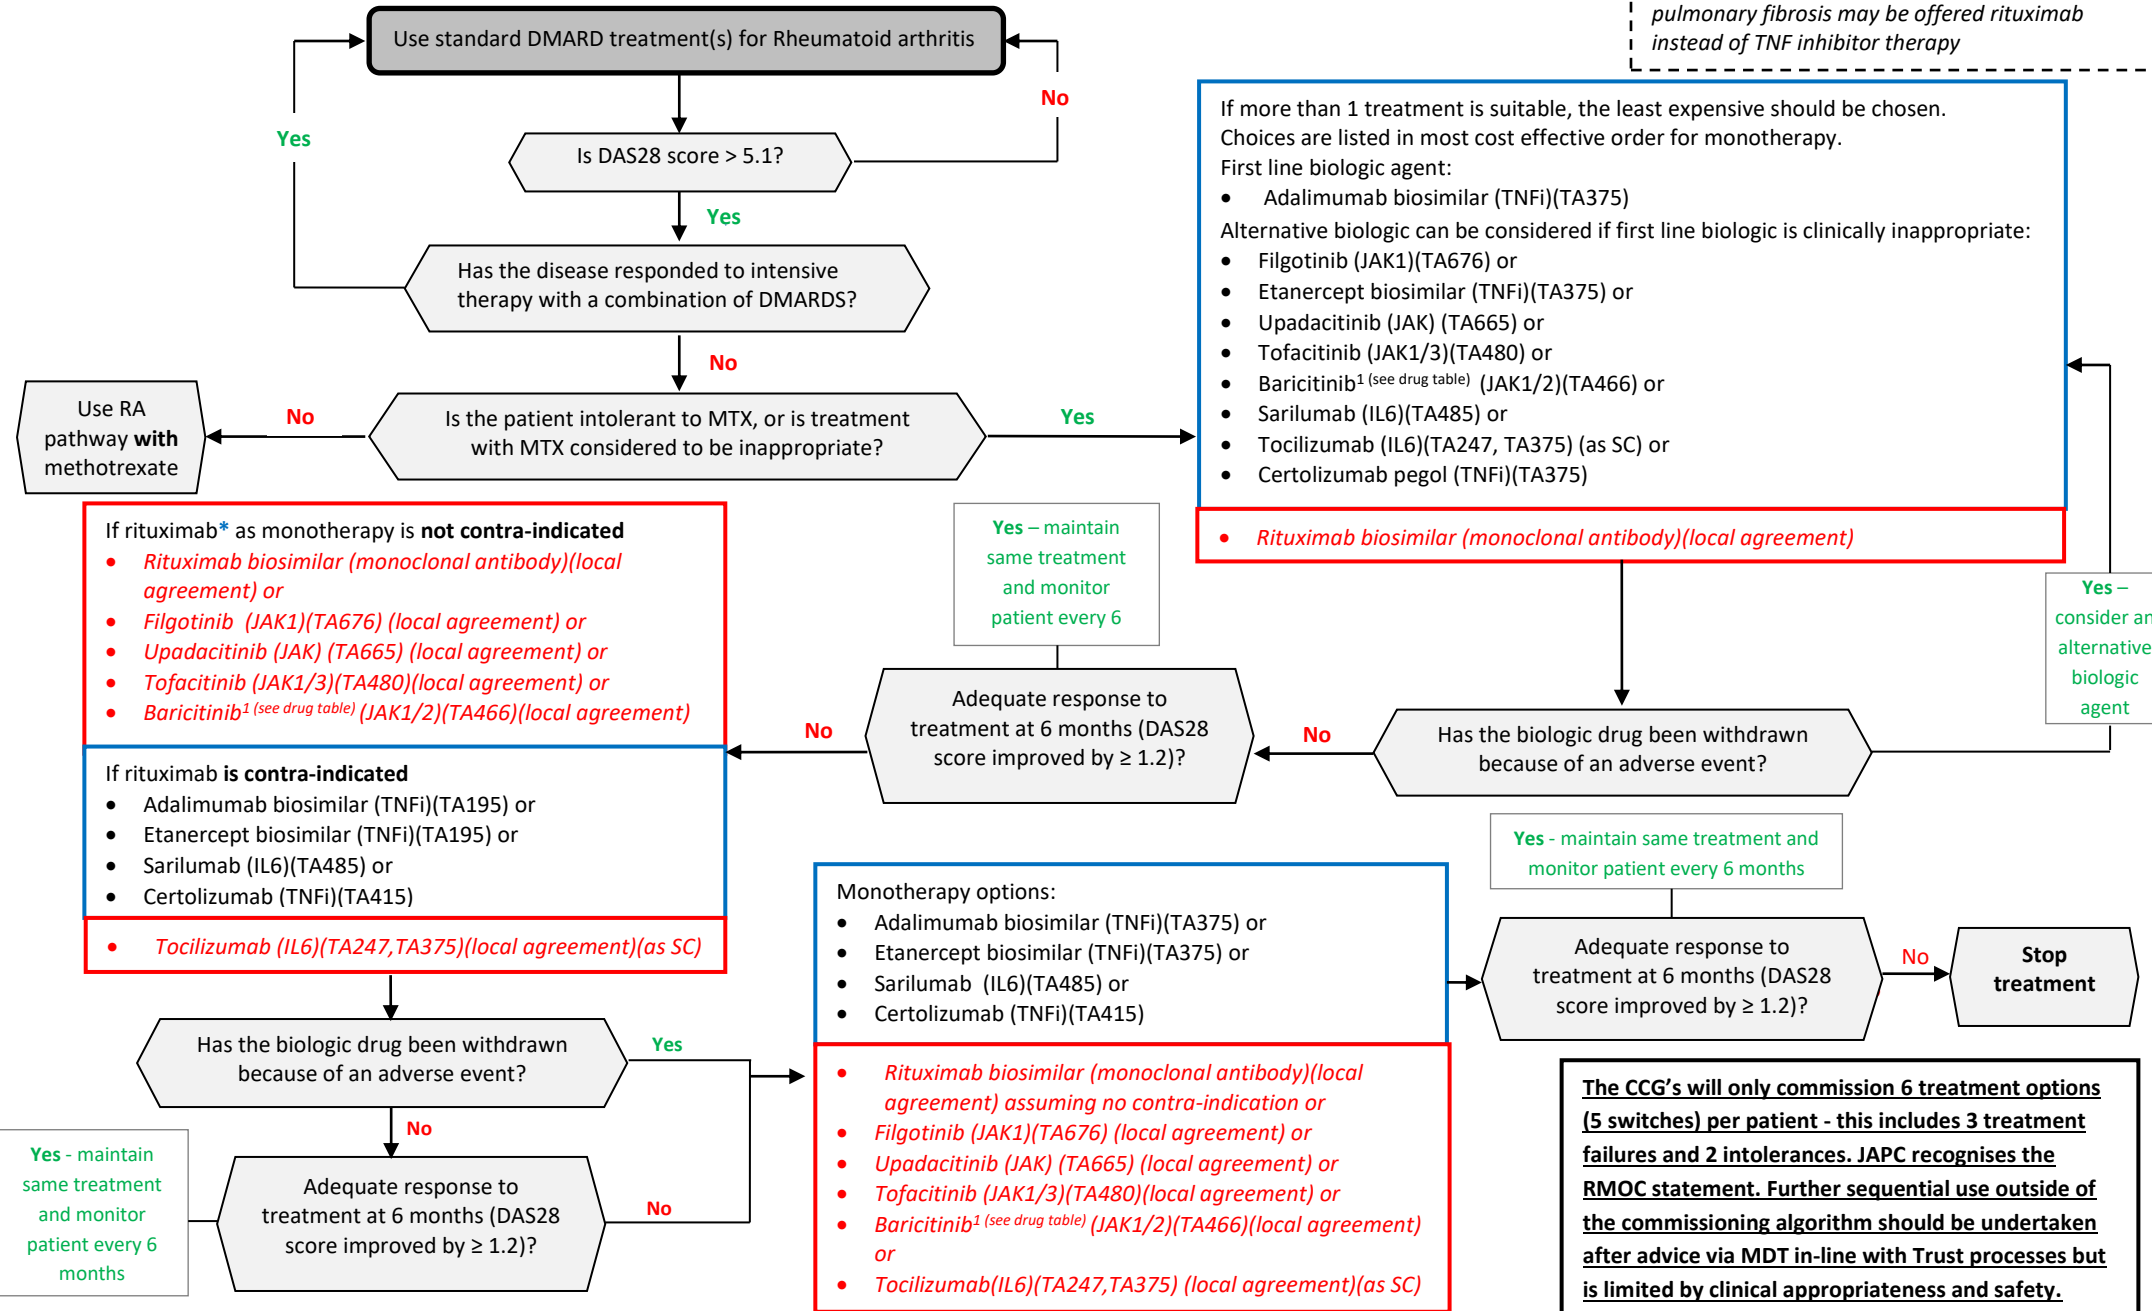 pulmonary fibrosis may be offered rituximab
instead of TNF inhibitor therapy
Use standard DMARD treatment(s) for Rheumatoid arthritis
No
Yes
Is DAS28 score > 5.1?
Yes
Has the disease responded to intensive
therapy with a combination of DMARDS?
No
Is the patient intolerant to MTX, or is treatment
with MTX considered to be inappropriate?
No
Yes
Use RA
pathway with
methotrexate
If more than 1 treatment is suitable, the least expensive should be chosen.
Choices are listed in most cost effective order for monotherapy.
First line biologic agent:
• Adalimumab biosimilar (TNFi)(TA375)
Alternative biologic can be considered if first line biologic is clinically inappropriate:
• Filgotinib (JAK1)(TA676) or
• Etanercept biosimilar (TNFi)(TA375) or
• Upadacitinib (JAK) (TA665) or
• Tofacitinib (JAK1/3)(TA480) or
• Baricitinib1 (see drug table) (JAK1/2)(TA466) or
• Sarilumab (IL6)(TA485) or
• Tocilizumab (IL6)(TA247, TA375) (as SC) or
• Certolizumab pegol (TNFi)(TA375)
• Rituximab biosimilar (monoclonal antibody)(local agreement)
Yes –
consider an
alternative
biologic
agent
Has the biologic drug been withdrawn
because of an adverse event?
No
Yes – maintain
same treatment
and monitor
patient every 6
Adequate response to
treatment at 6 months (DAS28
score improved by ≥ 1.2)?
No
If rituximab* as monotherapy is not contra-indicated
• Rituximab biosimilar (monoclonal antibody)(local
agreement) or
• Filgotinib (JAK1)(TA676) (local agreement) or
• Upadacitinib (JAK) (TA665) (local agreement) or
• Tofacitinib (JAK1/3)(TA480)(local agreement) or
• Baricitinib1 (see drug table) (JAK1/2)(TA466)(local agreement)
If rituximab is contra-indicated
• Adalimumab biosimilar (TNFi)(TA195) or
• Etanercept biosimilar (TNFi)(TA195) or
• Sarilumab (IL6)(TA485) or
• Certolizumab (TNFi)(TA415)
• Tocilizumab (IL6)(TA247,TA375)(local agreement)(as SC)
Has the biologic drug been withdrawn
because of an adverse event?
Yes
No
Yes - maintain
same treatment
and monitor
patient every 6
months
Adequate response to
treatment at 6 months (DAS28
score improved by ≥ 1.2)?
No
Monotherapy options:
• Adalimumab biosimilar (TNFi)(TA375) or
• Etanercept biosimilar (TNFi)(TA375) or
• Sarilumab (IL6)(TA485) or
• Certolizumab (TNFi)(TA415)
• Rituximab biosimilar (monoclonal antibody)(local
agreement) assuming no contra-indication or
• Filgotinib (JAK1)(TA676) (local agreement) or
• Upadacitinib (JAK) (TA665) (local agreement) or
• Tofacitinib (JAK1/3)(TA480)(local agreement) or
• Baricitinib1 (see drug table) (JAK1/2)(TA466)(local agreement)
or
• Tocilizumab(IL6)(TA247,TA375) (local agreement)(as SC)
Yes - maintain same treatment and
monitor patient every 6 months
Adequate response to
treatment at 6 months (DAS28
score improved by ≥ 1.2)?
No
Stop
treatment
The CCG's will only commission 6 treatment options
(5 switches) per patient - this includes 3 treatment
failures and 2 intolerances. JAPC recognises the
RMOC statement. Further sequential use outside of
the commissioning algorithm should be undertaken
after advice via MDT in-line with Trust processes but
is limited by clinical appropriateness and safety.